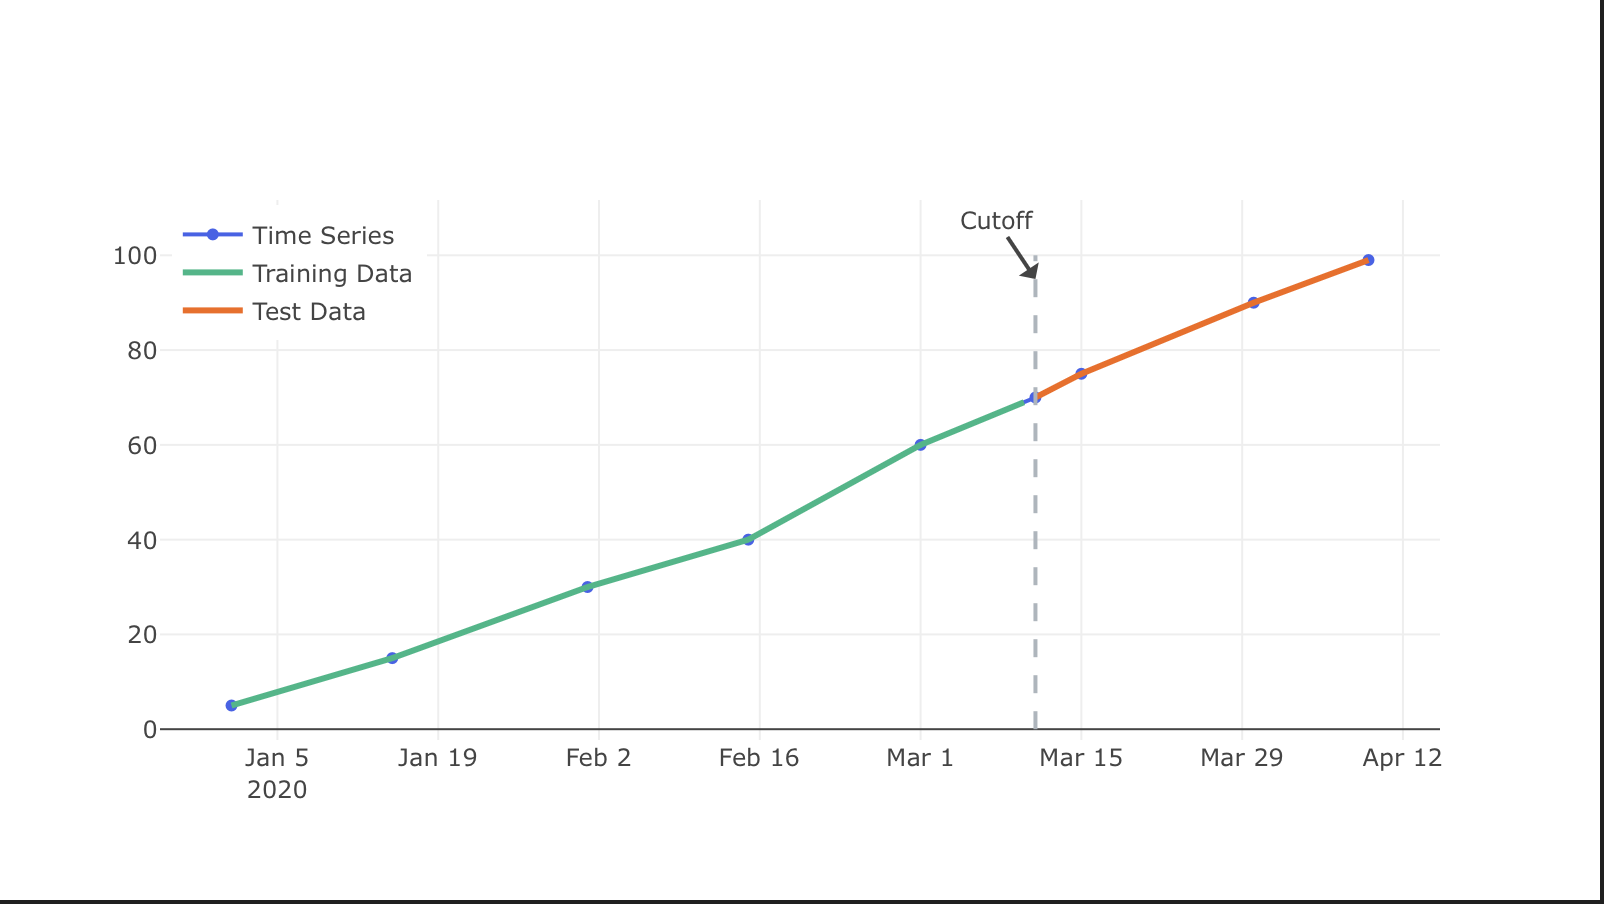 Cutoff
Time Series
Training Data
Test Data
100
80
60
40
20
0
Jan 5
2020
Jan 19
Feb 2
Feb 16
Mar 1
Mar 15
Mar 29
Apr 12